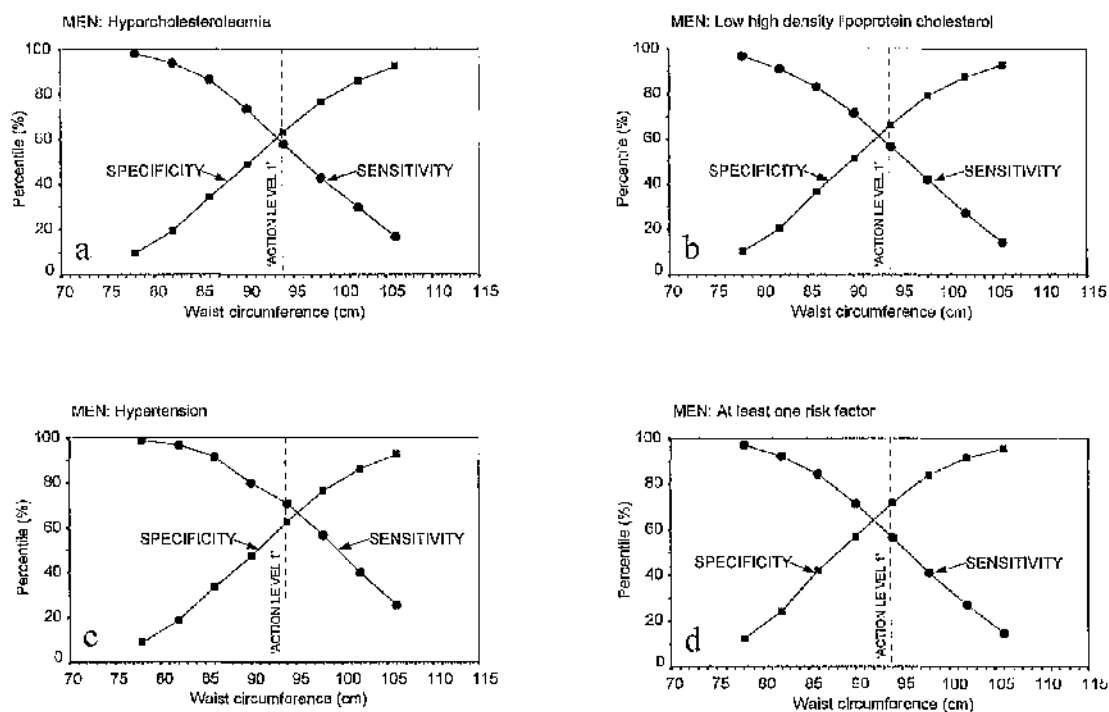 MEN: Hypercholesterolaemia
100
80
60
40
20
0
Percentile (%)
SPECIFICITY
SENSITIVITY
'ACTION LEVEL 1'
a
70 75 80 85 90 95 100 105 110 115
Waist circumference (cm)
MEN: Low high density lipoprotein cholesterol
100
80
60
40
20
0
Percentile (%)
SPECIFICITY
SENSITIVITY
'ACTION LEVEL 1'
b
70 75 80 85 90 95 100 105 110 115
Waist circumference (cm)
MEN: Hypertension
100
80
60
40
20
0
Percentile (%)
SPECIFICITY
SENSITIVITY
'ACTION LEVEL 1'
c
70 75 80 85 90 95 100 105 110 115
Waist circumference (cm)
MEN: At least one risk factor
100
80
60
40
20
0
Percentile (%)
SPECIFICITY
SENSITIVITY
'ACTION LEVEL 1'
d
70 75 80 85 90 95 100 105 110 115
Waist circumference (cm)